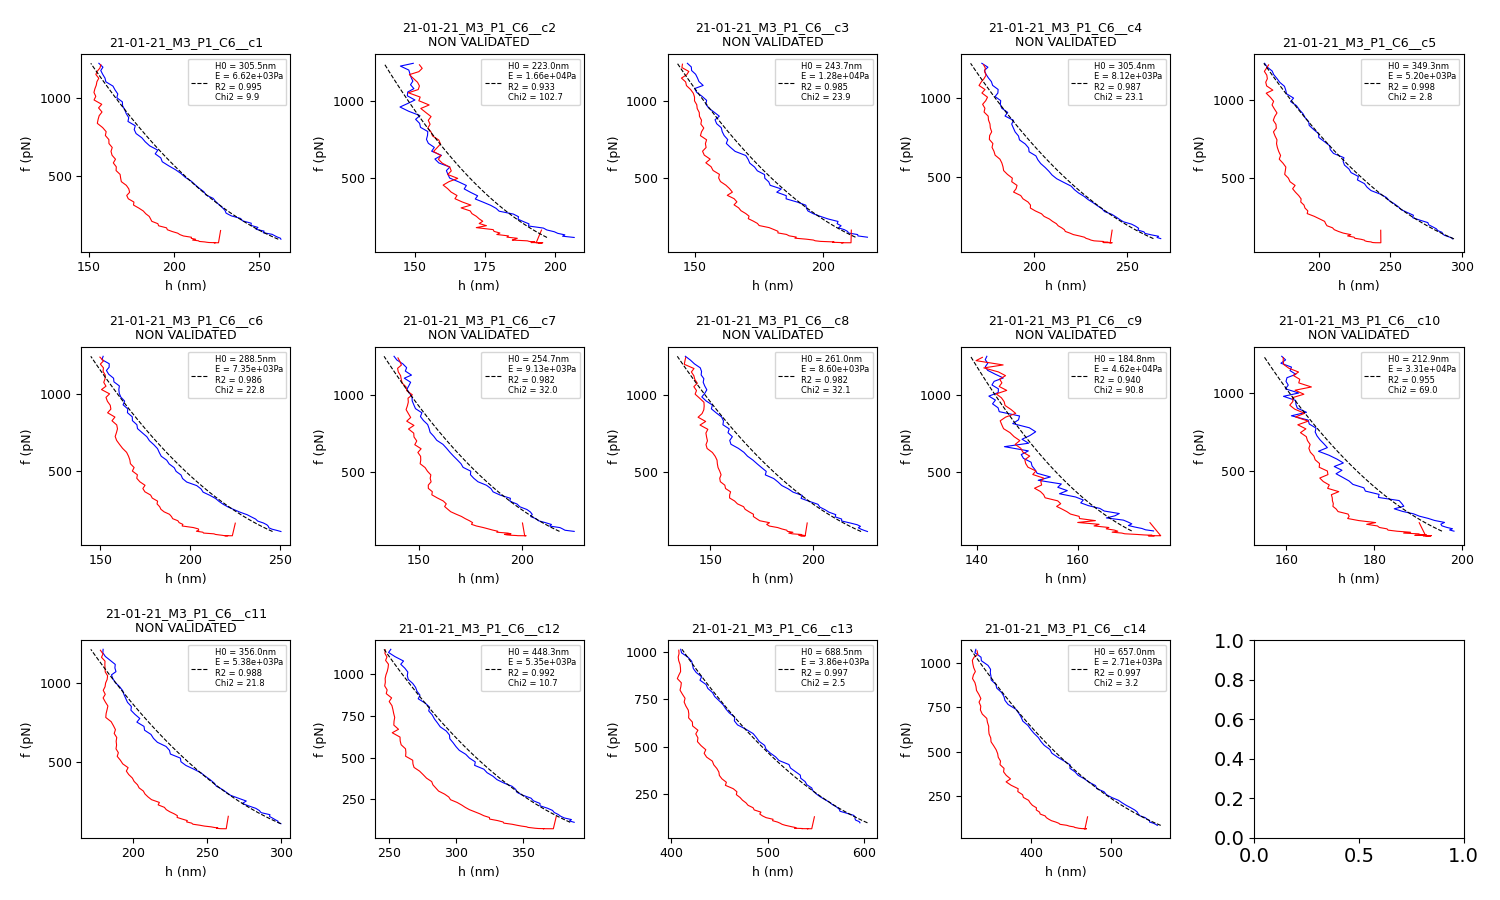 21-01-21_M3_P1_C6__c1
H0 = 305.5nm
E = 6.62e+03Pa
R2 = 0.995
Chi2 = 9.9
1000
500
f (pN)
150 200 250
h (nm)
21-01-21_M3_P1_C6__c2
NON VALIDATED
H0 = 223.0nm
E = 1.66e+04Pa
R2 = 0.933
Chi2 = 102.7
1000
500
f (pN)
150 175 200
h (nm)
21-01-21_M3_P1_C6__c3
NON VALIDATED
H0 = 243.7nm
E = 1.28e+04Pa
R2 = 0.985
Chi2 = 23.9
1000
500
f (pN)
150 200
h (nm)
21-01-21_M3_P1_C6__c4
NON VALIDATED
H0 = 305.4nm
E = 8.12e+03Pa
R2 = 0.987
Chi2 = 23.1
1000
500
f (pN)
200 250
h (nm)
21-01-21_M3_P1_C6__c5
H0 = 349.3nm
E = 5.20e+03Pa
R2 = 0.998
Chi2 = 2.8
1000
500
f (pN)
200 250 300
h (nm)
21-01-21_M3_P1_C6__c6
NON VALIDATED
H0 = 288.5nm
E = 7.35e+03Pa
R2 = 0.986
Chi2 = 22.8
1000
500
f (pN)
150 200 250
h (nm)
21-01-21_M3_P1_C6__c7
NON VALIDATED
H0 = 254.7nm
E = 9.13e+03Pa
R2 = 0.982
Chi2 = 32.0
1000
500
f (pN)
150 200
h (nm)
21-01-21_M3_P1_C6__c8
NON VALIDATED
H0 = 261.0nm
E = 8.60e+03Pa
R2 = 0.982
Chi2 = 32.1
1000
500
f (pN)
150 200
h (nm)
21-01-21_M3_P1_C6__c9
NON VALIDATED
H0 = 184.8nm
E = 4.62e+04Pa
R2 = 0.940
Chi2 = 90.8
1000
500
f (pN)
140 160
h (nm)
21-01-21_M3_P1_C6__c10
NON VALIDATED
H0 = 212.9nm
E = 3.31e+04Pa
R2 = 0.955
Chi2 = 69.0
1000
500
f (pN)
160 180 200
h (nm)
21-01-21_M3_P1_C6__c11
NON VALIDATED
H0 = 356.0nm
E = 5.38e+03Pa
R2 = 0.988
Chi2 = 21.8
1000
500
f (pN)
200 250 300
h (nm)
21-01-21_M3_P1_C6__c12
H0 = 448.3nm
E = 5.35e+03Pa
R2 = 0.992
Chi2 = 10.7
1000
750
500
250
f (pN)
250 300 350
h (nm)
21-01-21_M3_P1_C6__c13
H0 = 688.5nm
E = 3.86e+03Pa
R2 = 0.997
Chi2 = 2.5
1000
750
500
250
f (pN)
400 500 600
h (nm)
21-01-21_M3_P1_C6__c14
H0 = 657.0nm
E = 2.71e+03Pa
R2 = 0.997
Chi2 = 3.2
1000
750
500
250
f (pN)
400 500
h (nm)
1.0
0.8
0.6
0.4
0.2
0.0
0.0 0.5 1.0